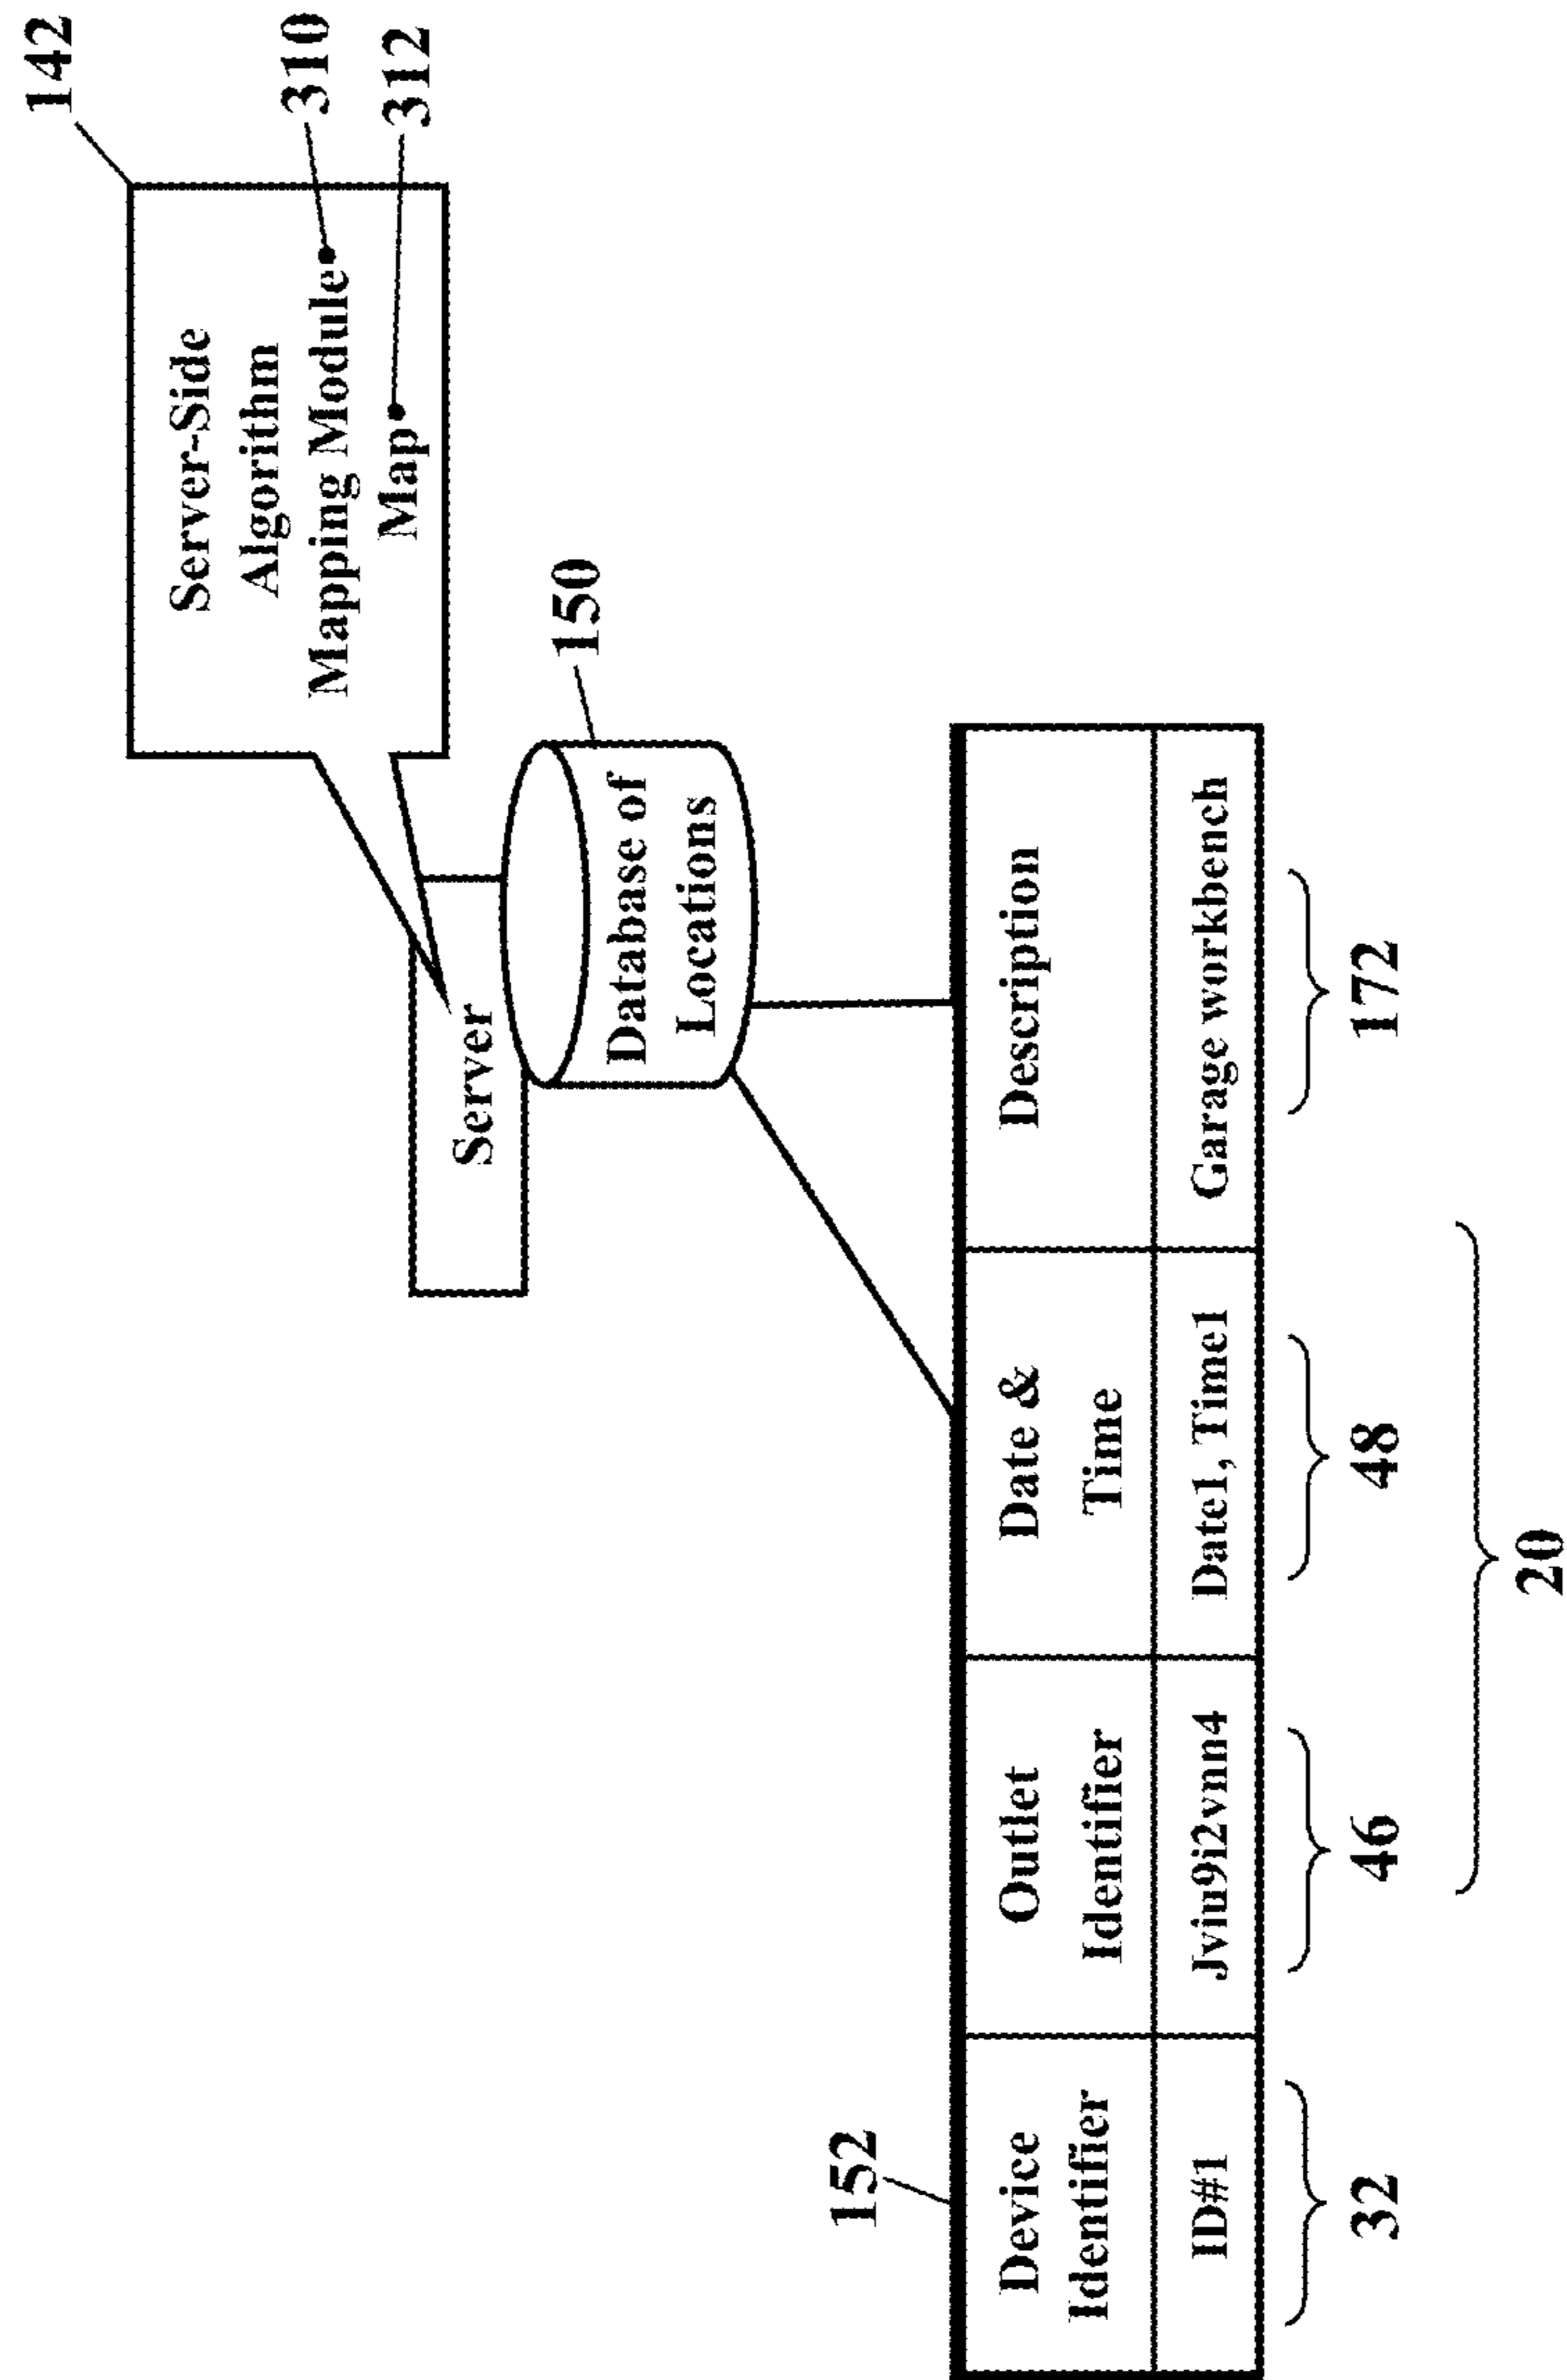 142
Server-Side
Algorithm
Mapping Module
310
Map
312
Server
150
Database of
Locations
152
Device
Identifier
Outlet
Identifier
Date &
Time
Description
ID#1
Jviu9i2vnn4
Date1, Time1
Garage workbench
32
46
48
172
20